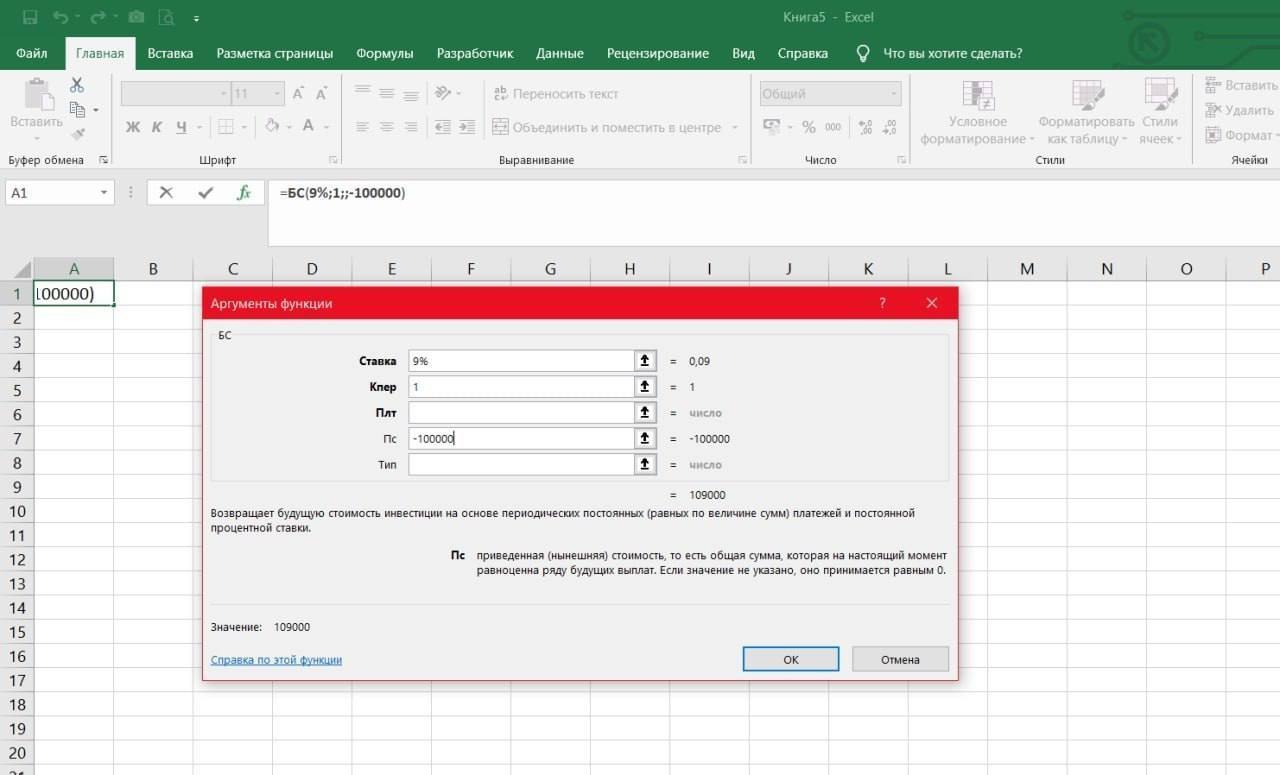 Книга5 - Excel
Файл Главная Вставка Разметка страницы Формулы Разработчик Данные Рецензирование Вид Справка Что вы хотите сделать?
11 Общий
Вставить
Ж К Ч А
Переносить текст
Объединить и поместить в центре
% 000
Условное форматирование
Форматировать как таблицу
Стили ячеек
Вставить
Удалить
Формат
Буфер обмена Шрифт Выравнивание Число Стили Ячейки
A1 fx =БС(9%;1;;-100000)
A B C D E F G H I J K L M N O P
1 100000)
2
3
4
5
6
7
8
9
10
11
12
13
14
15
16
17
18
19
20
Аргументы функции ?
БС
Ставка 9% = 0,09
Кпер 1 = 1
Плт = число
Пс -100000 = -100000
Тип = число
= 109000
Возвращает будущую стоимость инвестиции на основе периодических постоянных (равных по величине сумм) платежей и постоянной
процентной ставки.
Пс приведенная (нынешняя) стоимость, то есть общая сумма, которая на настоящий момент
равноценна ряду будущих выплат. Если значение не указано, оно принимается равным 0.
Значение: 109000
Справка по этой функции
ОК Отмена